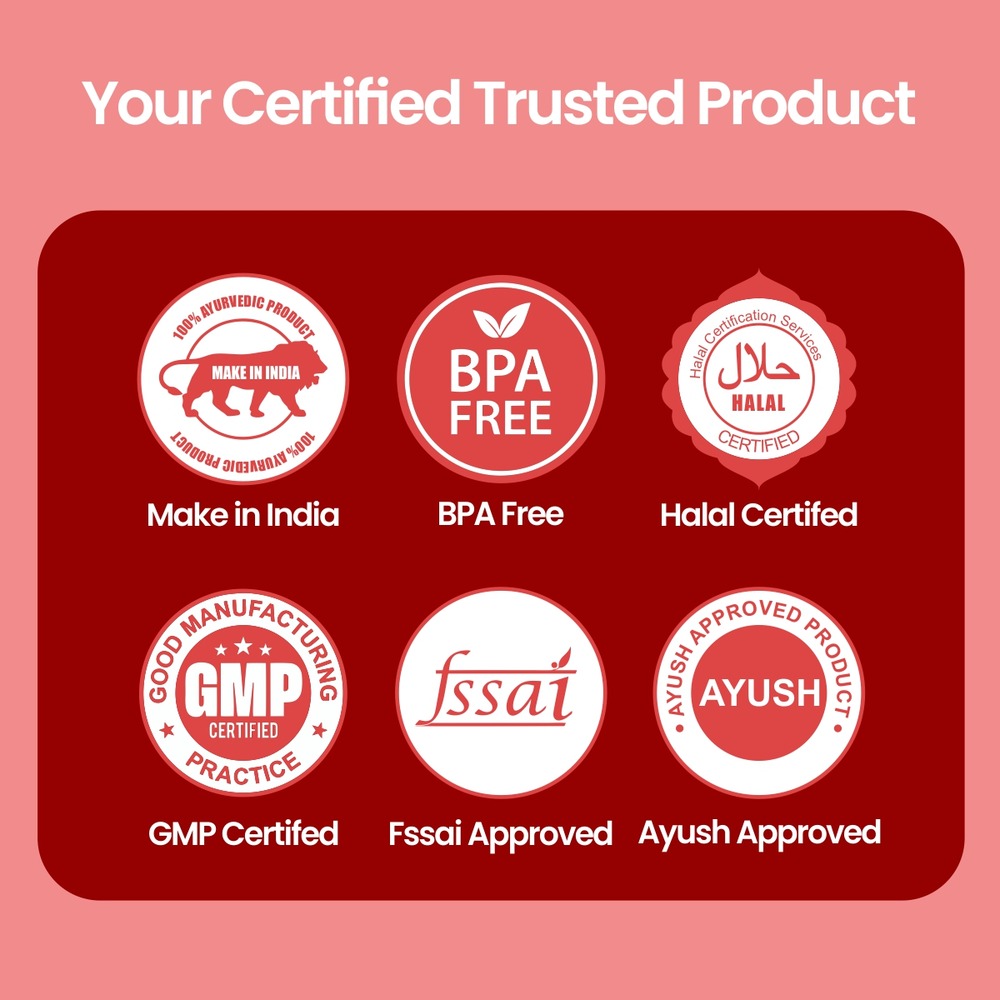 Your Certified Trusted Product
100% AYURVEDIC PRODUCT
MAKE IN INDIA
100% AYURVEDIC PRODUCT
Make in India
BPA
FREE
BPA Free
Halal Certification Services
حلال
HALAL
CERTIFIED
Halal Certifed
GOOD MANUFACTURING
GMP
CERTIFIED
PRACTICE
GMP Certifed
fssai
Fssai Approved
AYUSH APPROVED PRODUCT
AYUSH
Ayush Approved